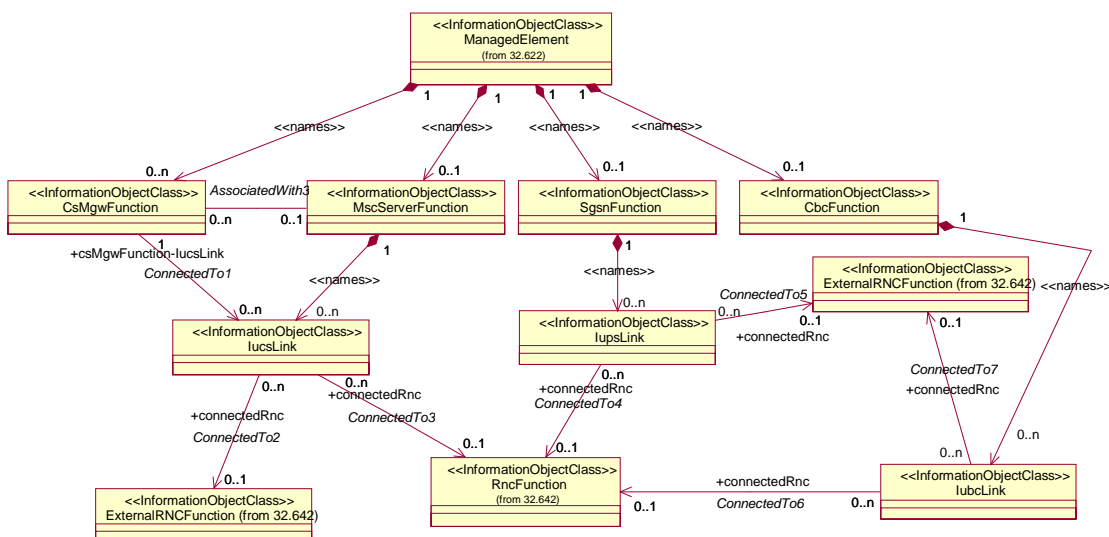 <<InformationObjectClass>>
ManagedElement
(from 32.622)
1
1
1
1
<<names>>
<<names>>
<<names>>
<<names>>
0..n
0..1
0..1
0..1
<<InformationObjectClass>>
CsMgwFunction
AssociatedWith3
0..n
0..1
<<InformationObjectClass>>
MscServerFunction
<<InformationObjectClass>>
SgsnFunction
<<InformationObjectClass>>
CbcFunction
1
+csMgwFunction-IucsLink
ConnectedTo1
0..n
1
<<names>>
0..n
1
<<names>>
0..n
1
<<names>>
0..n
<<InformationObjectClass>>
ExternalRNCFunction (from 32.642)
ConnectedTo5
0..n
0..1
+connectedRnc
0..1
ConnectedTo7
+connectedRnc
0..n
<<InformationObjectClass>>
IucsLink
<<InformationObjectClass>>
IupsLink
0..n
+connectedRnc
ConnectedTo2
0..1
0..n
+connectedRnc
ConnectedTo3
0..1
0..n
+connectedRnc
ConnectedTo4
0..1
<<InformationObjectClass>>
RncFunction
(from 32.642)
+connectedRnc
0..1
ConnectedTo6
0..n
<<InformationObjectClass>>
IubcLink
<<InformationObjectClass>>
ExternalRNCFunction (from 32.642)